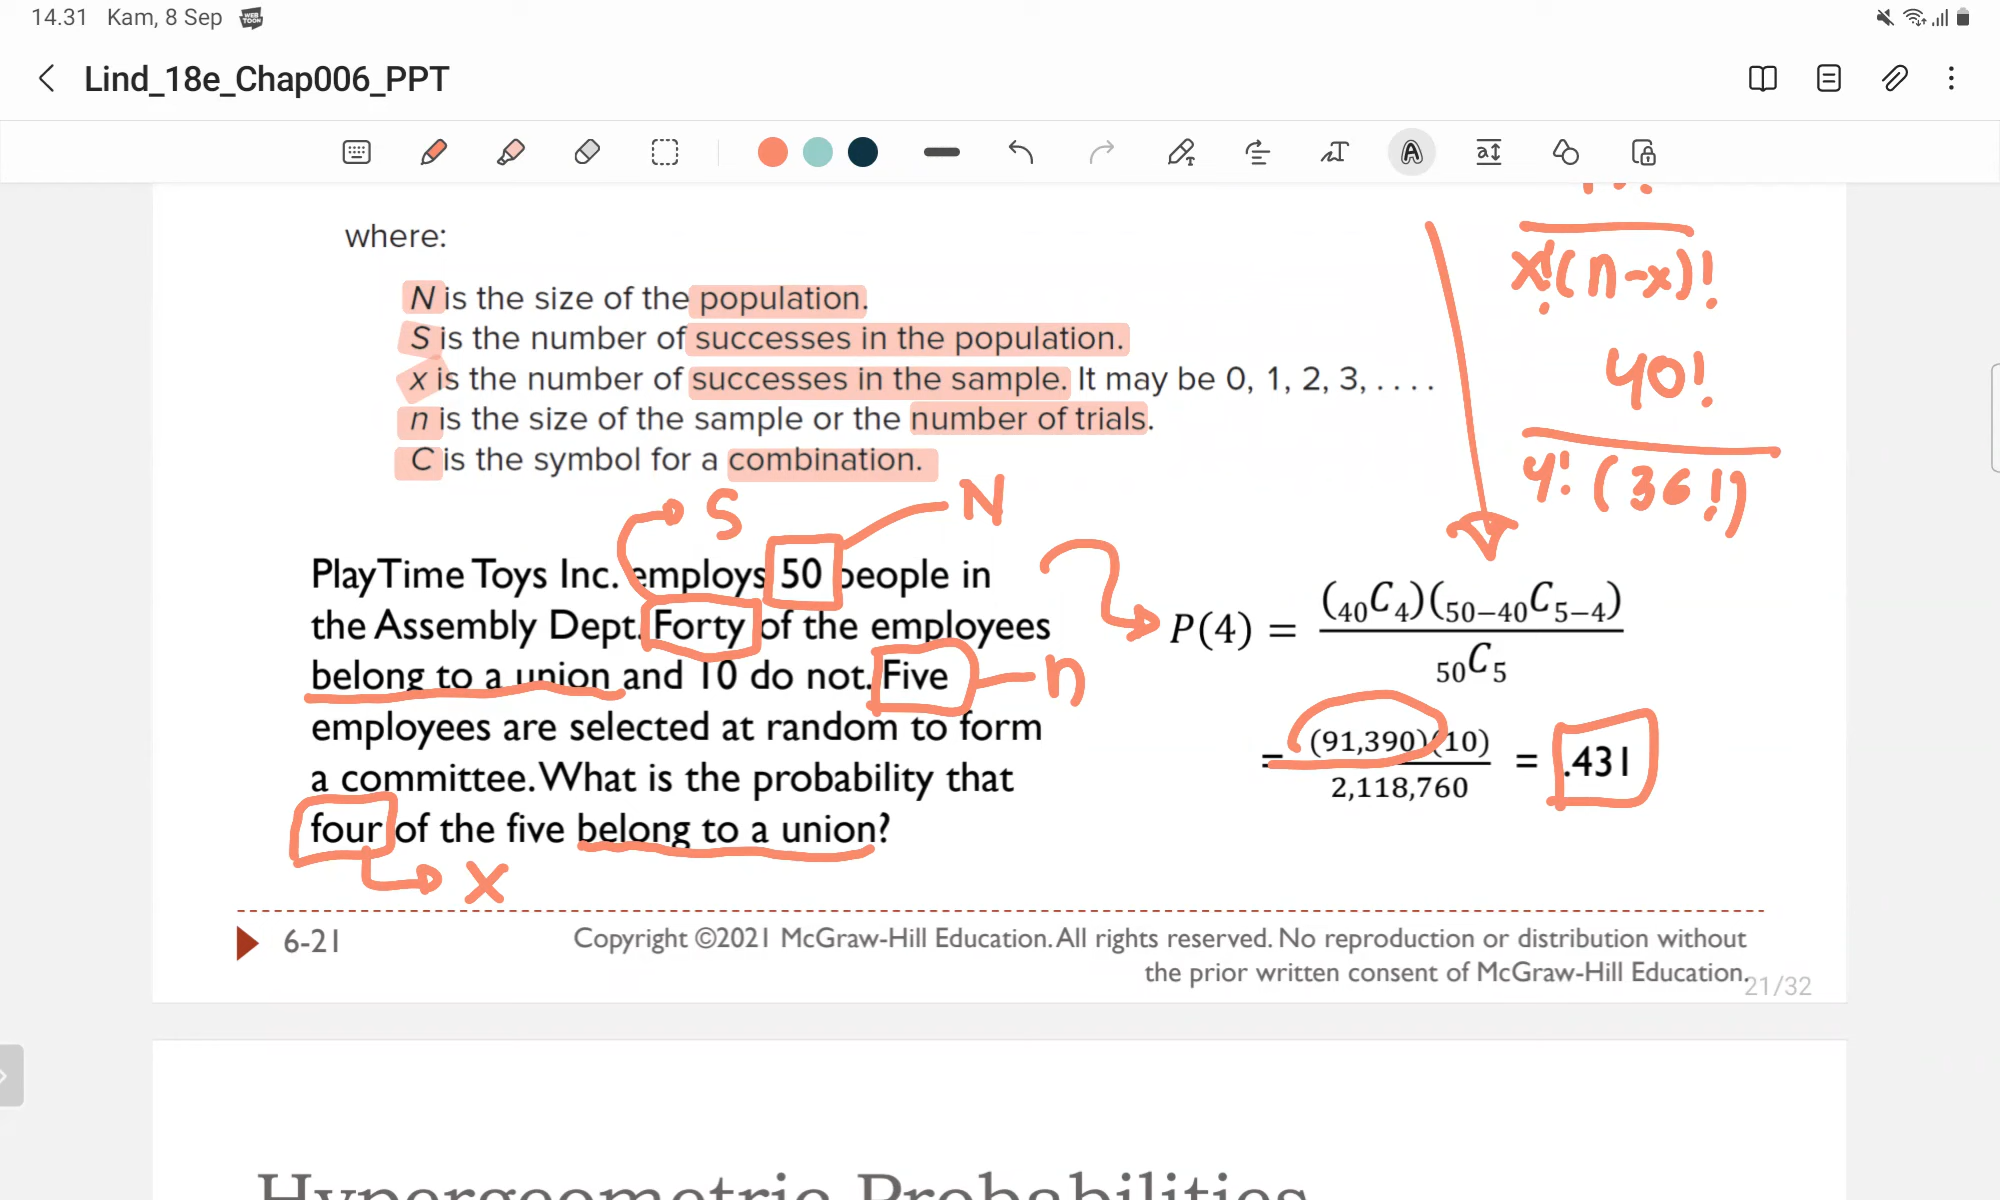 14.31 Kam, 8 Sep WEB TOON
Lind_18e_Chap006_PPT
where:
x!(n-x)!
N is the size of the population.
S is the number of successes in the population.
x is the number of successes in the sample. It may be 0, 1, 2, 3, . . . .
n is the size of the sample or the number of trials.
C is the symbol for a combination.
40!
4! (36!)
S
N
PlayTime Toys Inc. employs 50 people in
the Assembly Dept. Forty of the employees
belong to a union and 10 do not. Five
n
employees are selected at random to form
a committee. What is the probability that
four of the five belong to a union?
x
P(4) = (40C4)(50−40C5−4)
50C5
= (91,390)(10) = .431
2,118,760
6-21
Copyright ©2021 McGraw-Hill Education. All rights reserved. No reproduction or distribution without
the prior written consent of McGraw-Hill Education.
21/32
Hypergeometric Probabilities